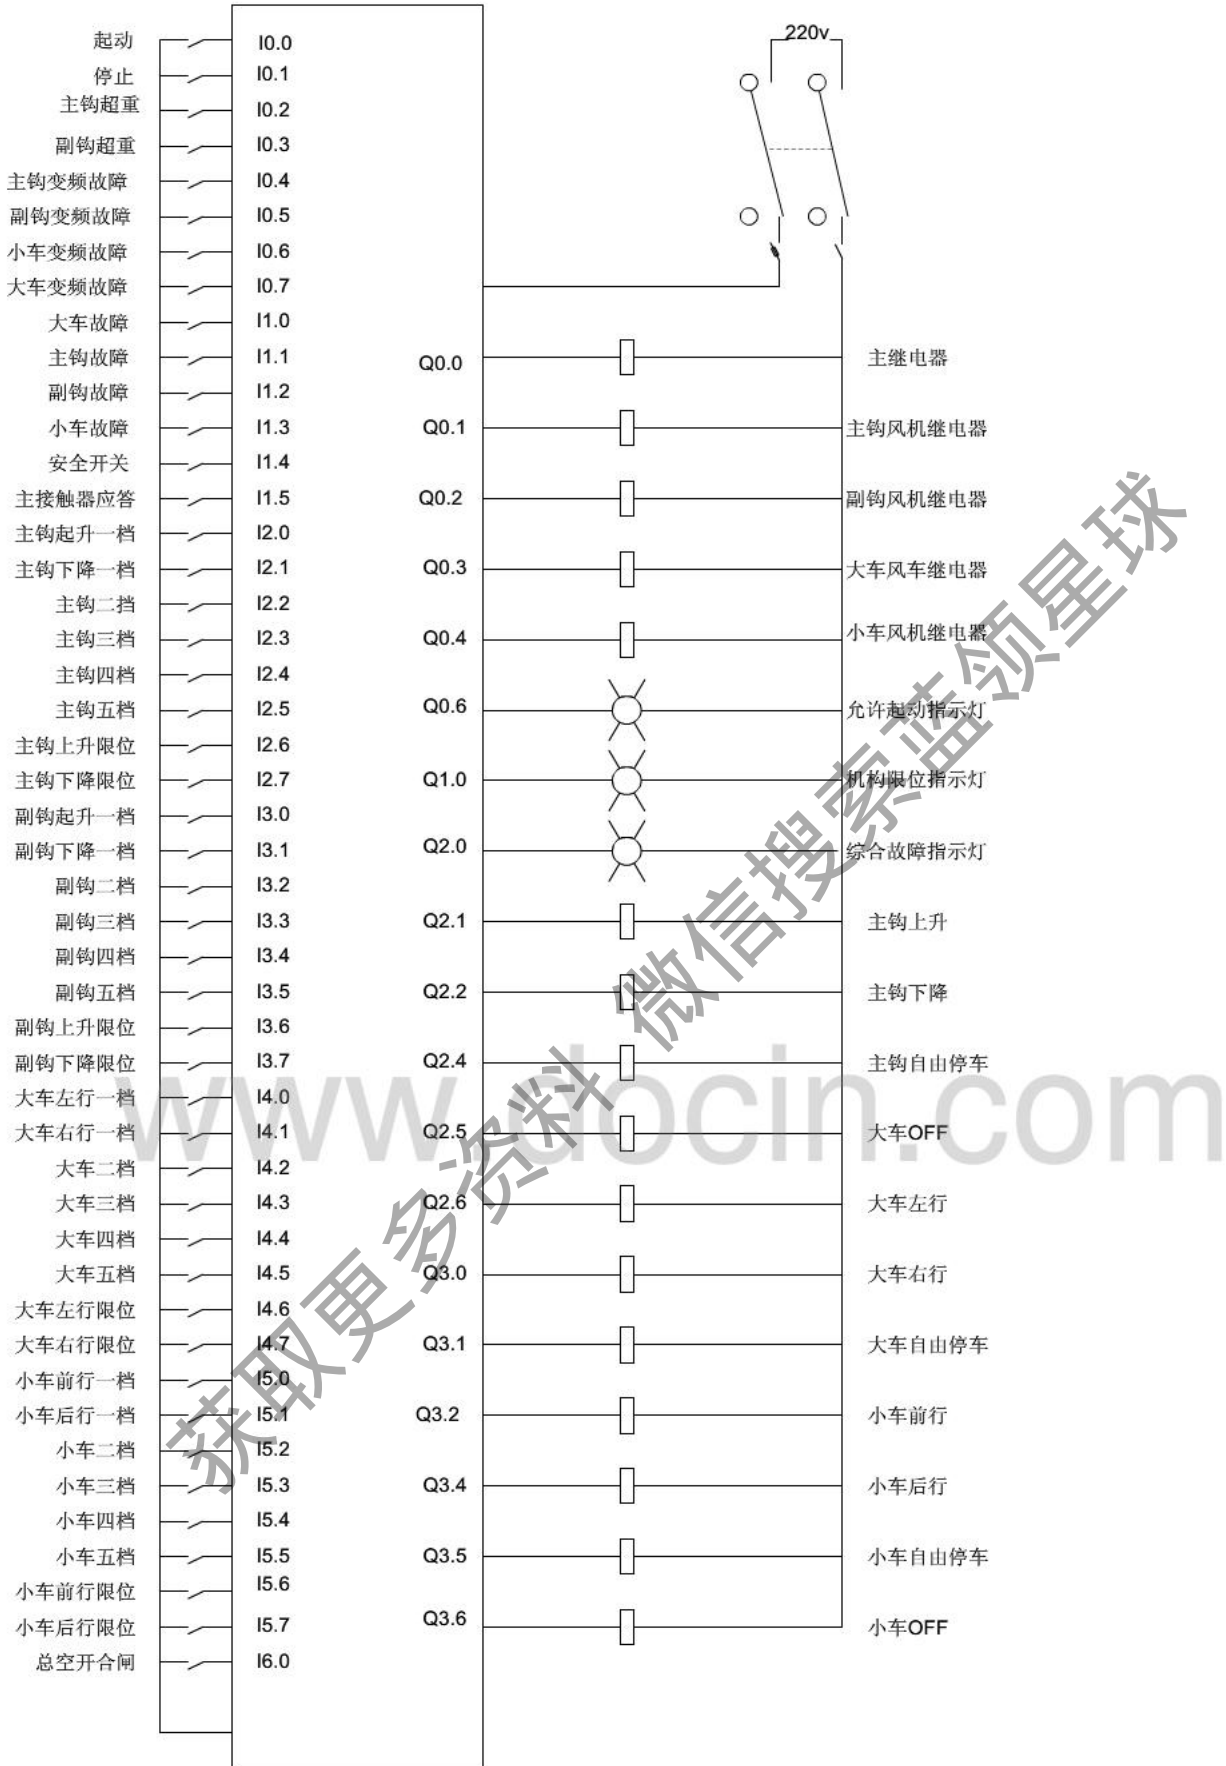 220v
起动 I0.0
停止 I0.1
主钩超重 I0.2
副钩超重 I0.3
主钩变频故障 I0.4
副钩变频故障 I0.5
小车变频故障 I0.6
大车变频故障 I0.7
大车故障 I1.0
主钩故障 I1.1 Q0.0 主继电器
副钩故障 I1.2
小车故障 I1.3 Q0.1 主钩风机继电器
安全开关 I1.4
主接触器应答 I1.5 Q0.2 副钩风机继电器
主钩起升一档 I2.0
主钩下降一档 I2.1 Q0.3 大车风车继电器
主钩二挡 I2.2
主钩三档 I2.3 Q0.4 小车风机继电器
主钩四档 I2.4
主钩五档 I2.5 Q0.6 允许起动指示灯
主钩上升限位 I2.6
主钩下降限位 I2.7 Q1.0 机构限位指示灯
副钩起升一档 I3.0
副钩下降一档 I3.1 Q2.0 综合故障指示灯
副钩二档 I3.2
副钩三档 I3.3 Q2.1 主钩上升
副钩四档 I3.4
副钩五档 I3.5 Q2.2 主钩下降
副钩上升限位 I3.6
副钩下降限位 I3.7 Q2.4 主钩自由停车
大车左行一档 I4.0
大车右行一档 I4.1 Q2.5 大车OFF
大车二档 I4.2
大车三档 I4.3 Q2.6 大车左行
大车四档 I4.4
大车五档 I4.5 Q3.0 大车右行
大车左行限位 I4.6
大车右行限位 I4.7 Q3.1 大车自由停车
小车前行一档 I5.0
小车后行一档 I5.1 Q3.2 小车前行
小车二档 I5.2
小车三档 I5.3 Q3.4 小车后行
小车四档 I5.4
小车五档 I5.5 Q3.5 小车自由停车
小车前行限位 I5.6
小车后行限位 I5.7 Q3.6 小车OFF
总空开合闸 I6.0
www.docin.com
获取更多资料 微信搜索蓝领星球